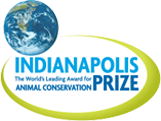 INDIANAPOLIS
The World's Leading Award for
ANIMAL CONSERVATION PRIZE